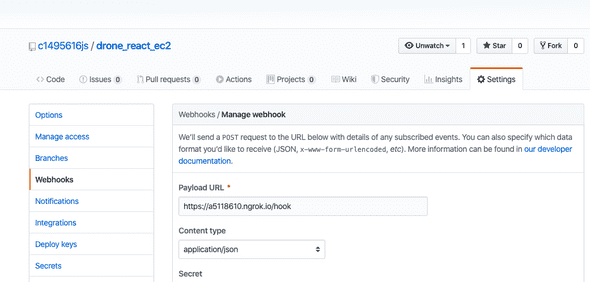 c1495616js / drone_react_ec2
Unwatch 1 Star 0 Fork 0
Code Issues 0 Pull requests 0 Actions Projects 0 Wiki Security Insights Settings
Options
Manage access
Branches
Webhooks
Notifications
Integrations
Deploy keys
Secrets
Webhooks / Manage webhook
We'll send a POST request to the URL below with details of any subscribed events. You can also specify which data
format you'd like to receive (JSON, x-www-form-urlencoded, etc). More information can be found in our developer
documentation.
Payload URL *
https://a5118610.ngrok.io/hook
Content type
application/json
Secret